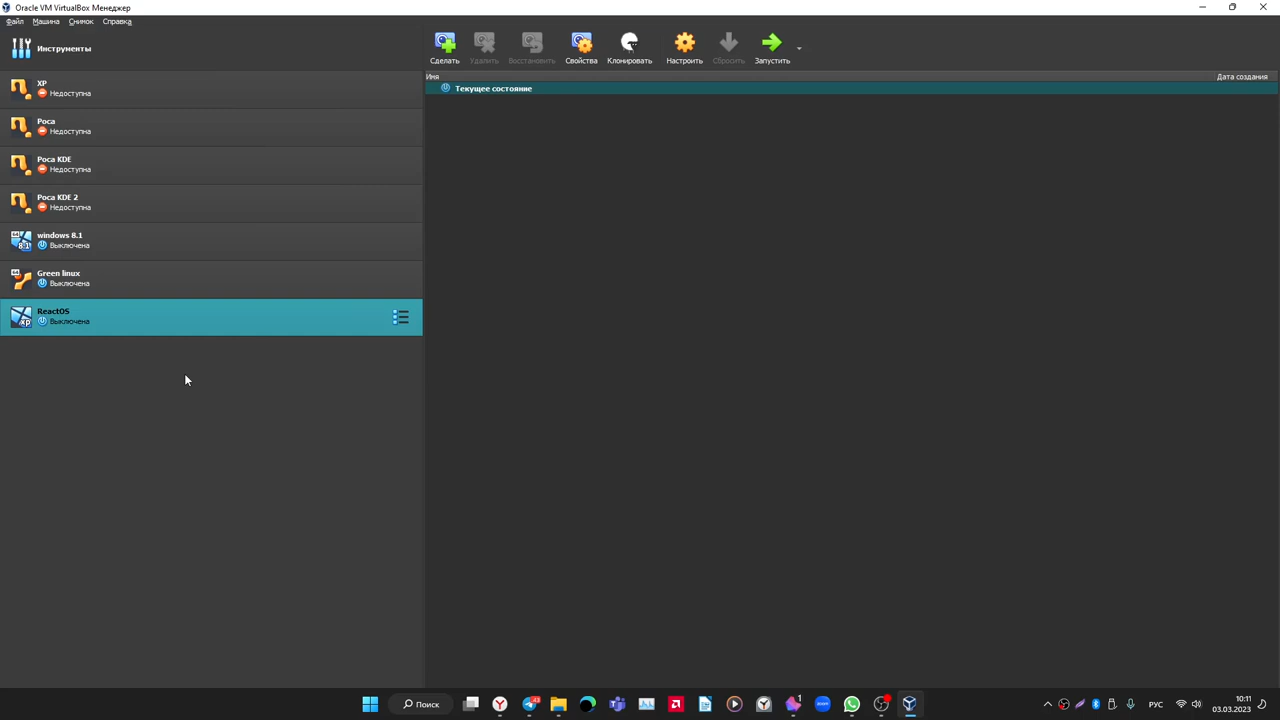 Oracle VM VirtualBox Менеджер
Файл Машина Снимок Справка
Инструменты
Сделать Удалить Восстановить Свойства Клонировать Настроить Сбросить Запустить
Имя Дата создания
Текущее состояние
XP
Недоступна
Роса
Недоступна
Роса KDE
Недоступна
Роса KDE 2
Недоступна
windows 8.1
Выключена
Green linux
Выключена
ReactOS
Выключена
Поиск
РУС
10:11
03.03.2023